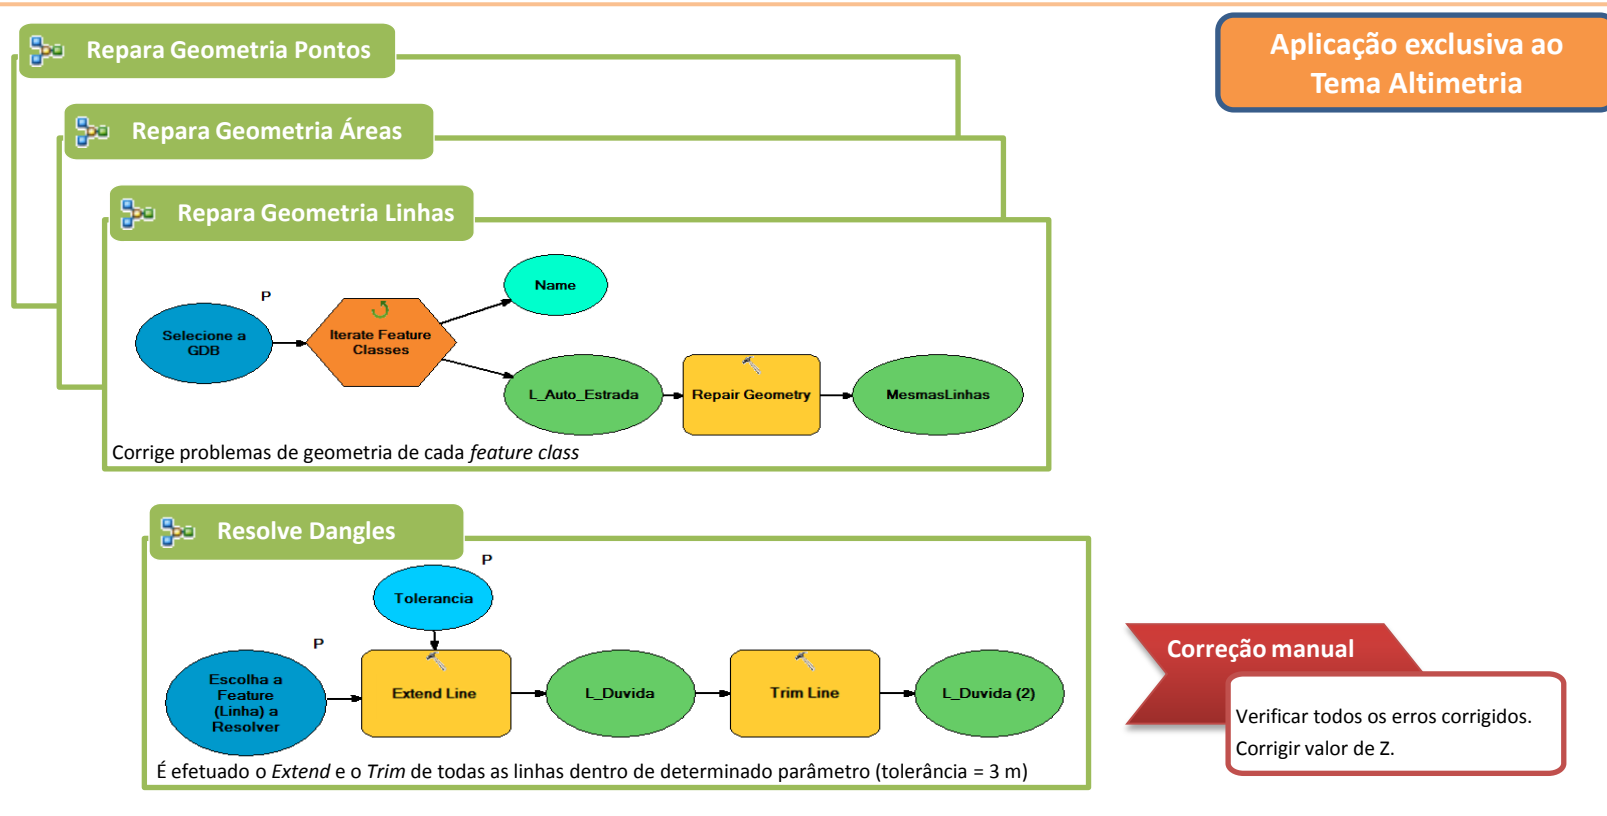 Repara Geometria Pontos
Aplicação exclusiva ao
Tema Altimetria
Repara Geometria Áreas
Repara Geometria Linhas
P
Selecione a
GDB
Iterate Feature
Classes
Name
L_Auto_Estrada
Repair Geometry
MesmasLinhas
Corrige problemas de geometria de cada feature class
Resolve Dangles
P
Tolerancia
P
Escolha a
Feature
(Linha) a
Resolver
Extend Line
L_Duvida
Trim Line
L_Duvida (2)
É efetuado o Extend e o Trim de todas as linhas dentro de determinado parâmetro (tolerância = 3 m)
Correção manual
Verificar todos os erros corrigidos.
Corrigir valor de Z.